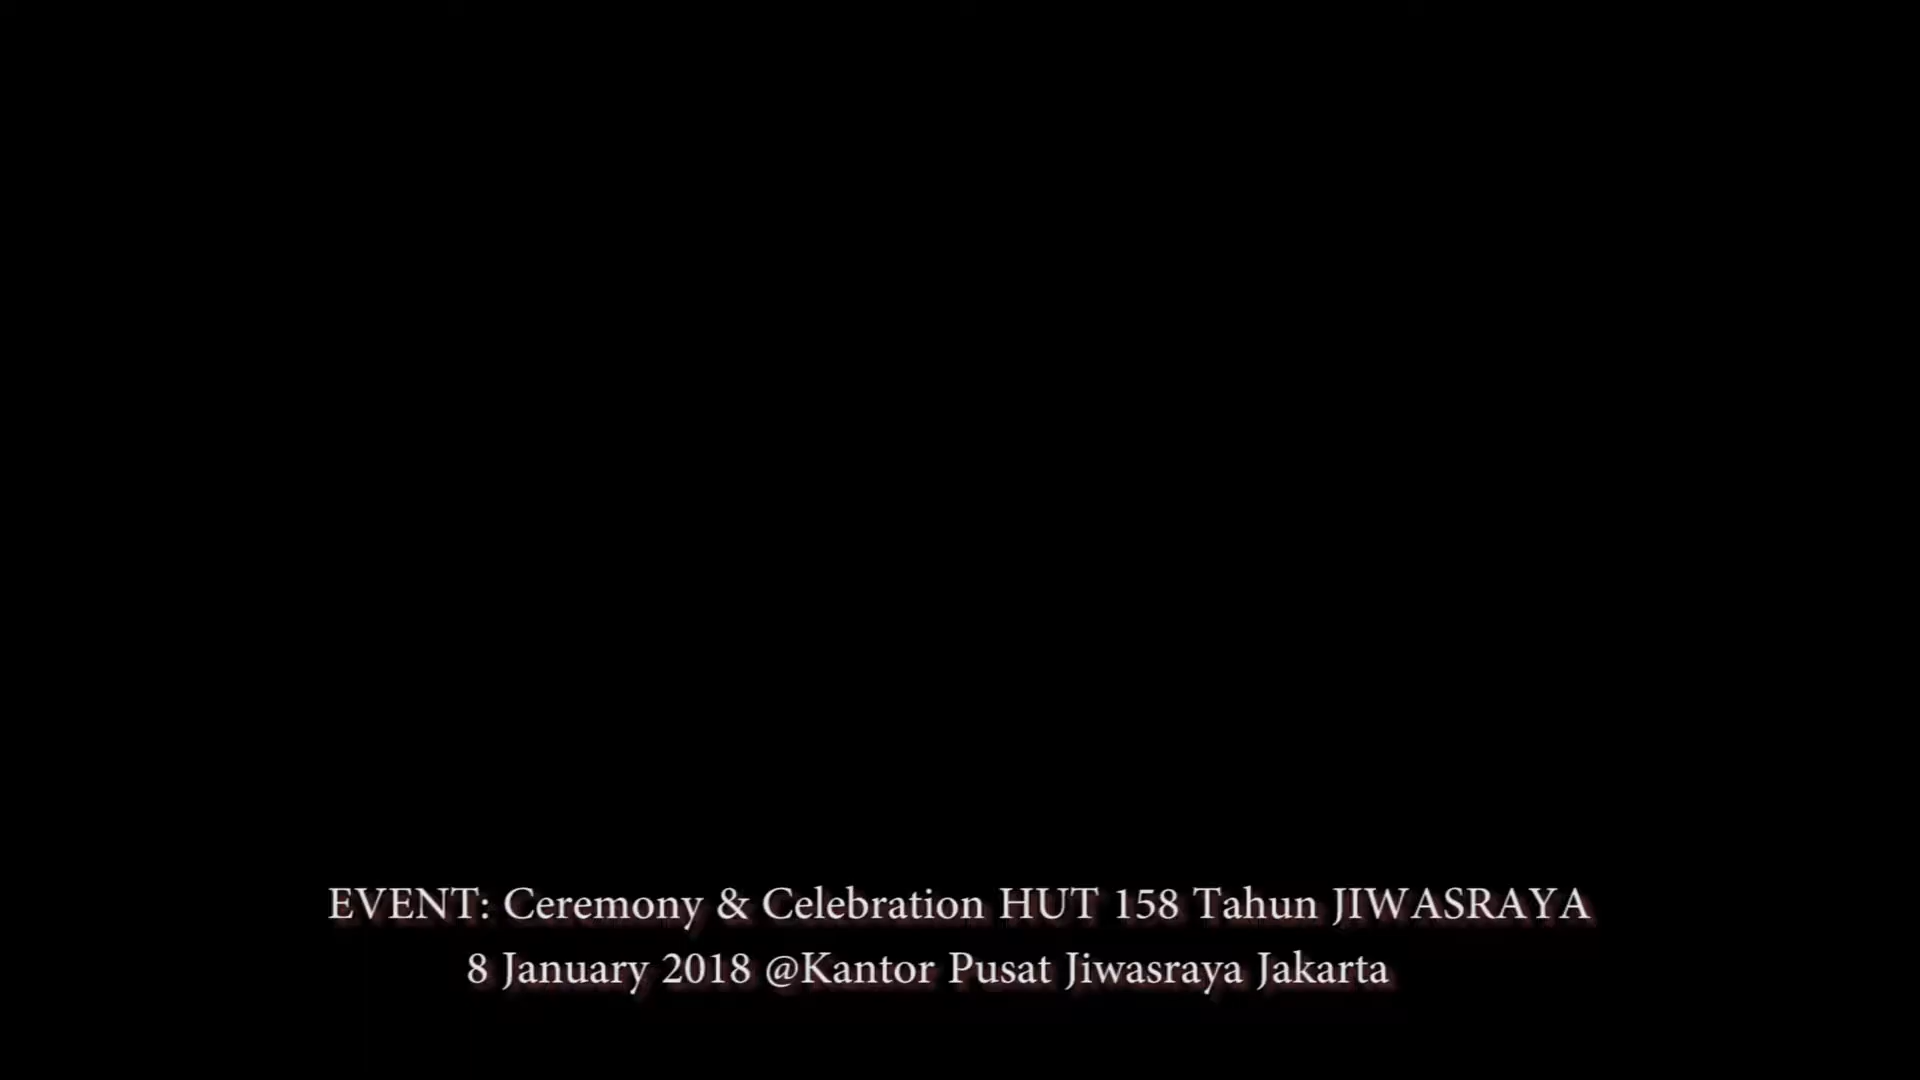 EVENT: Ceremony & Celebration HUT 158 Tahun JIWASRAYA
8 January 2018 @Kantor Pusat Jiwasraya Jakarta